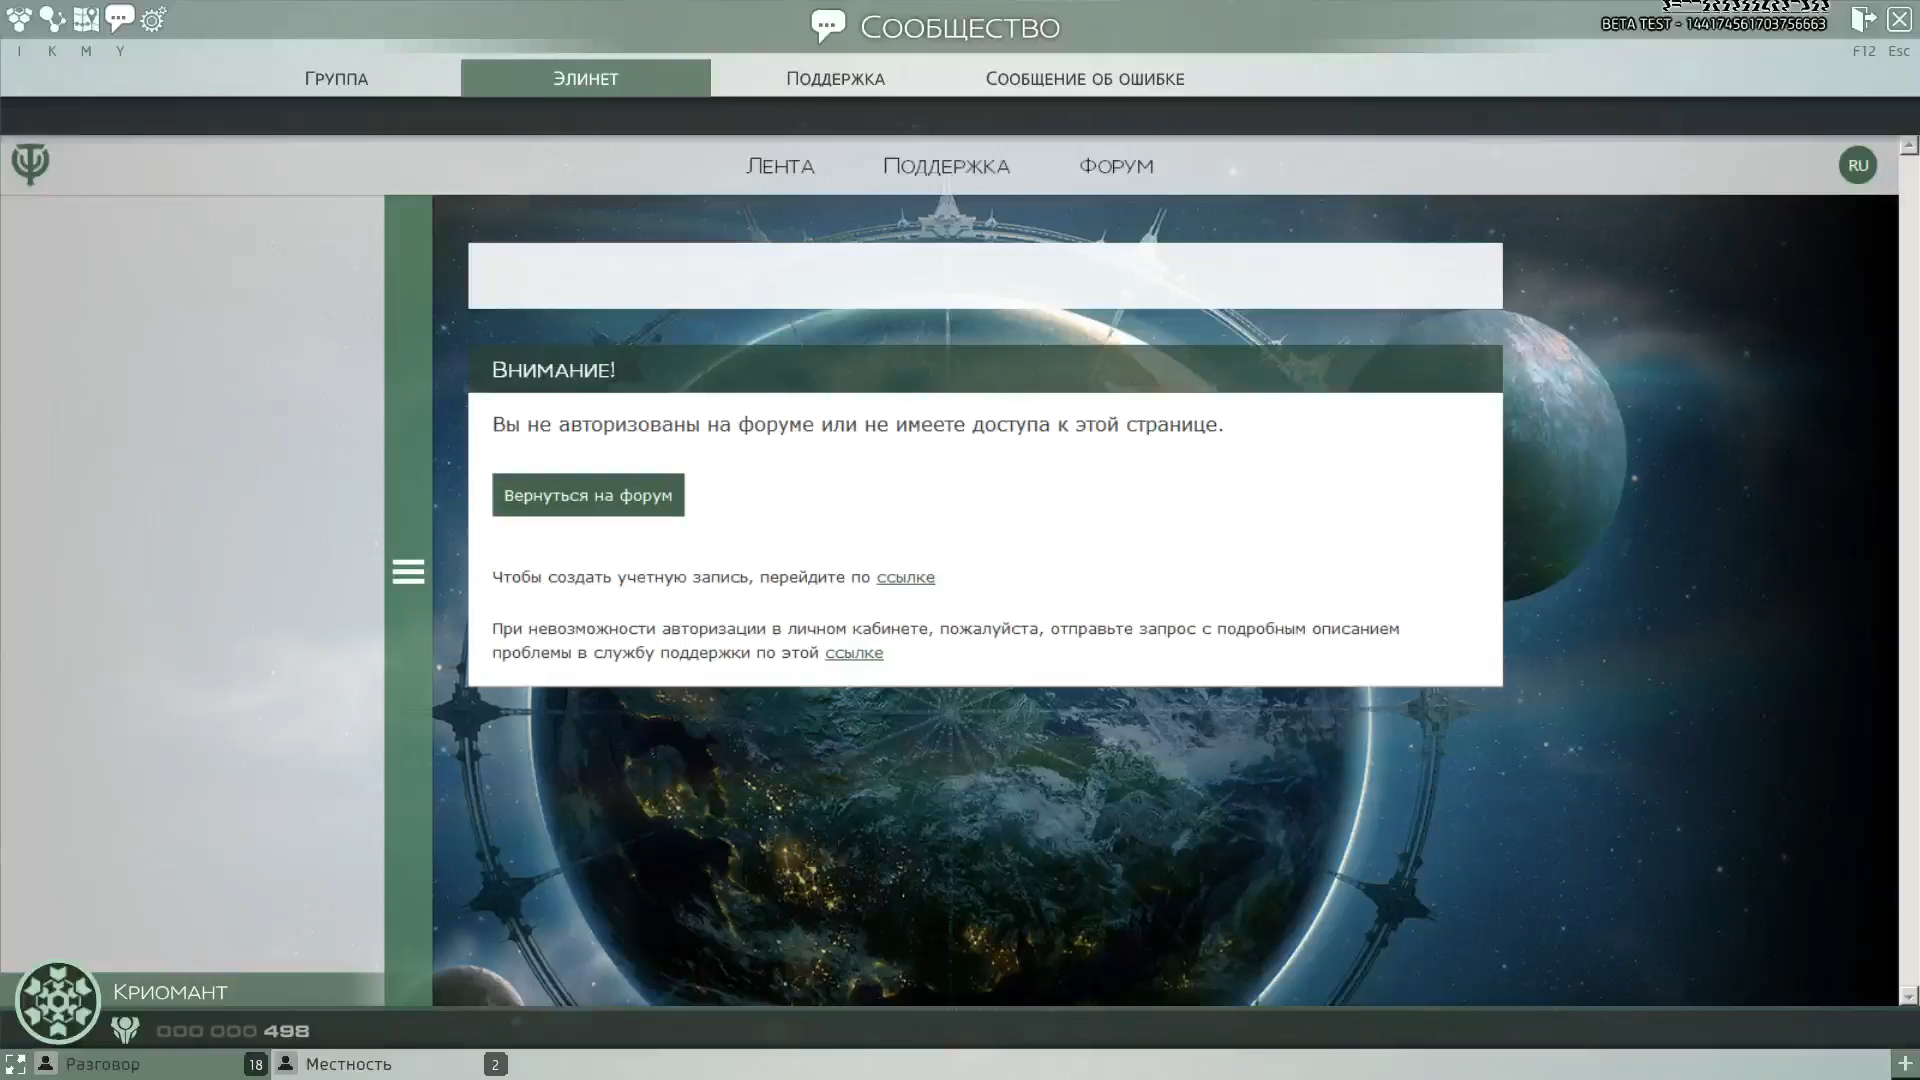 Сообщество
BETA TEST - 144174561703756663
I K M Y
F12 Esc
Группа Элинет Поддержка Сообщение об ошибке
Лента Поддержка Форум
RU
Внимание!
Вы не авторизованы на форуме или не имеете доступа к этой странице.
Вернуться на форум
Чтобы создать учетную запись, перейдите по ссылке
При невозможности авторизации в личном кабинете, пожалуйста, отправьте запрос с подробным описанием
проблемы в службу поддержки по этой ссылке
Криомант
000 000 498
Разговор 18 Местность 2